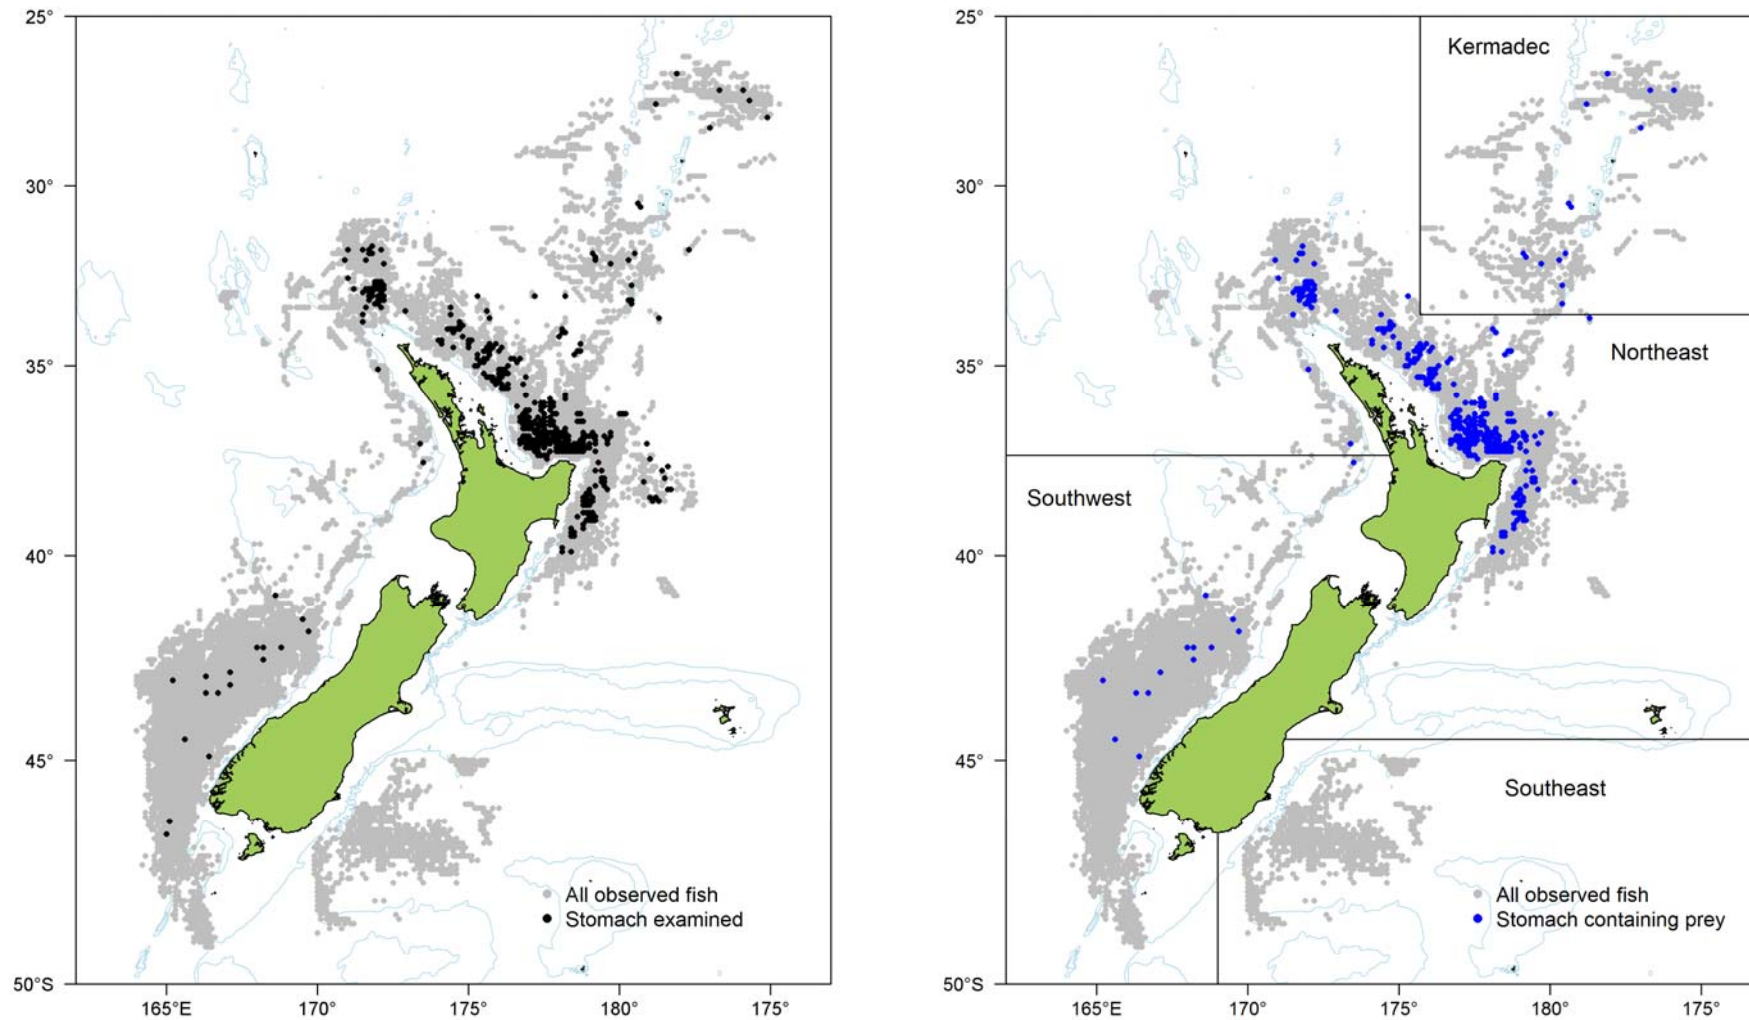 25°
30°
35°
40°
45°
50°S
165°E
170°
175°
180°
175°
All observed fish
Stomach examined
25°
30°
35°
40°
45°
50°S
165°E
170°
175°
180°
175°
Kermadec
Northeast
Southwest
Southeast
All observed fish
Stomach containing prey